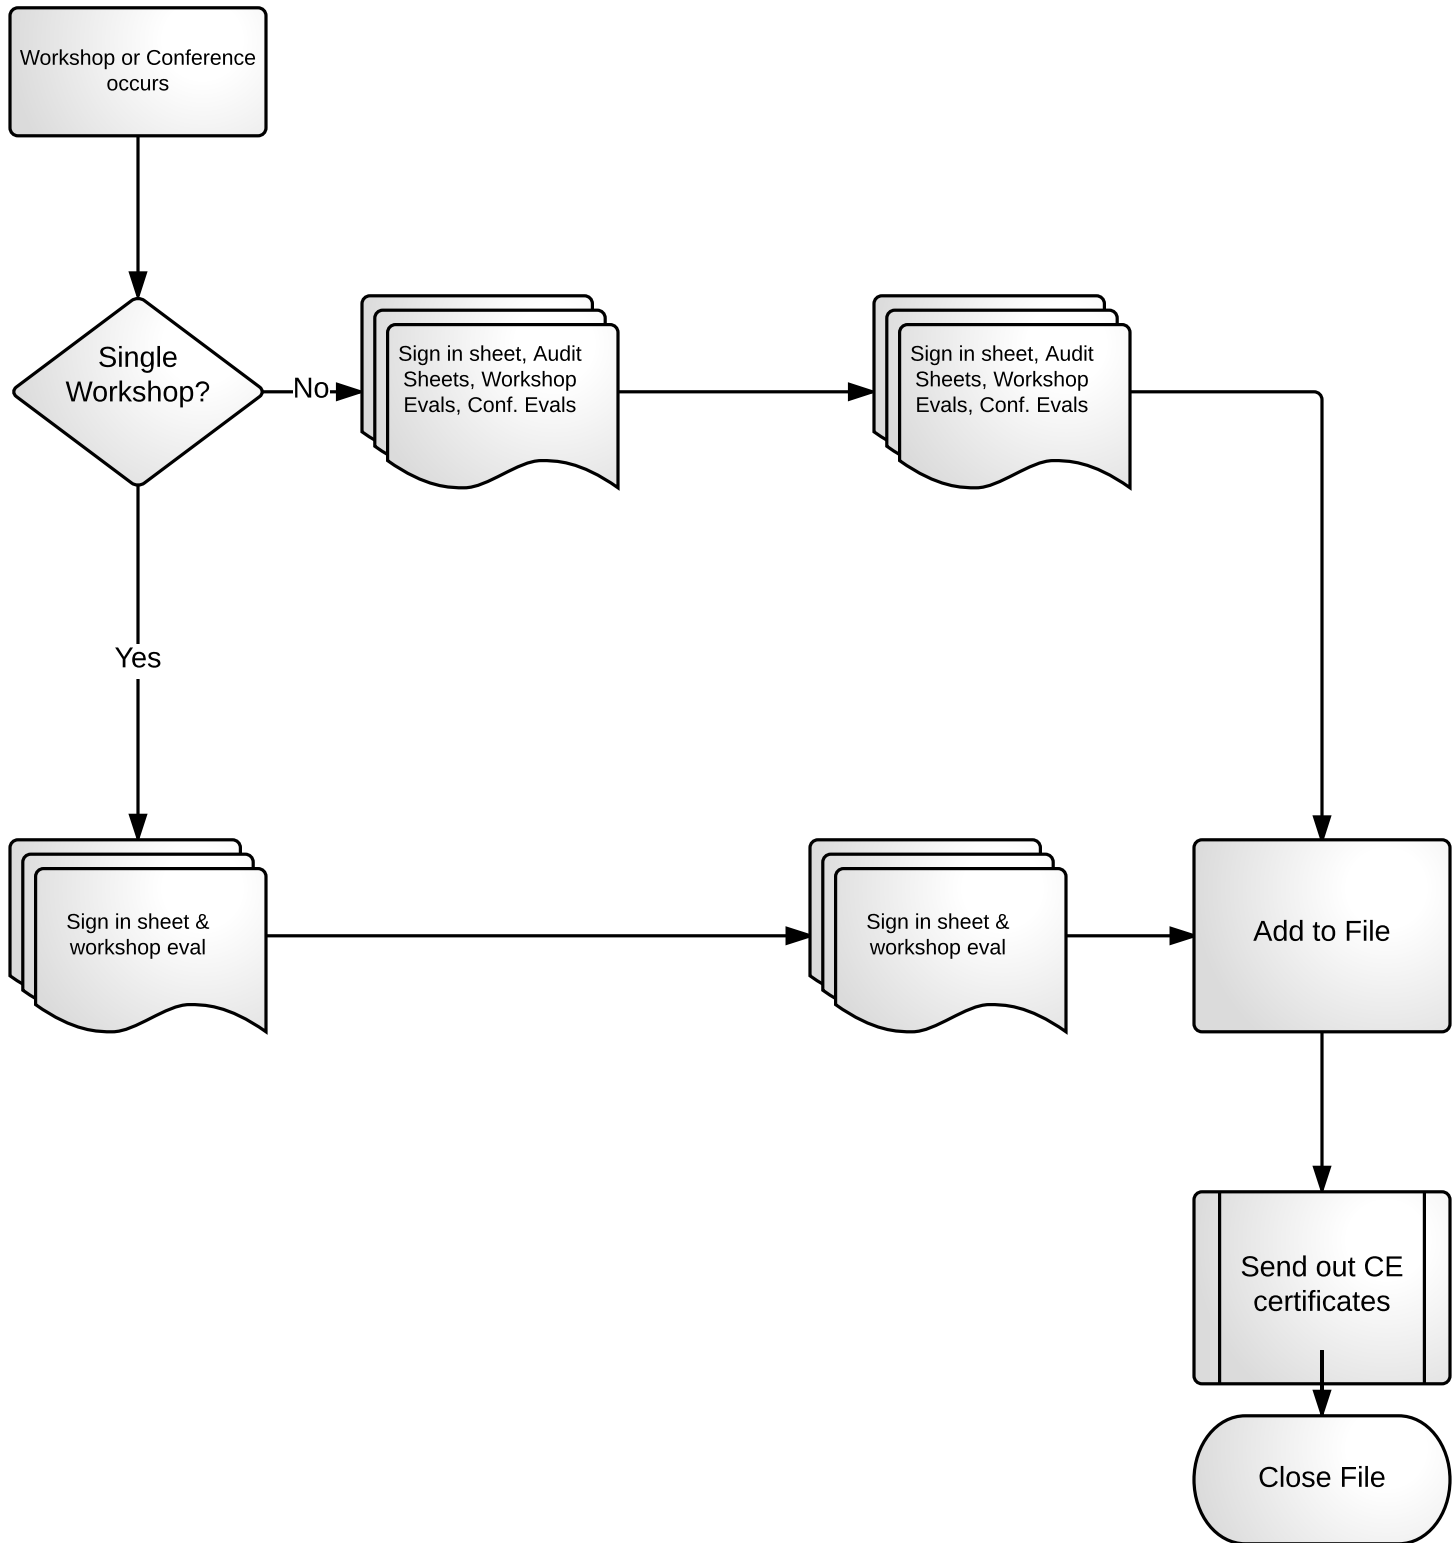 Workshop or Conference
occurs
Single
Workshop?
No
Sign in sheet, Audit
Sheets, Workshop
Evals, Conf. Evals
Sign in sheet, Audit
Sheets, Workshop
Evals, Conf. Evals
Yes
Sign in sheet &
workshop eval
Sign in sheet &
workshop eval
Add to File
Send out CE
certificates
Close File